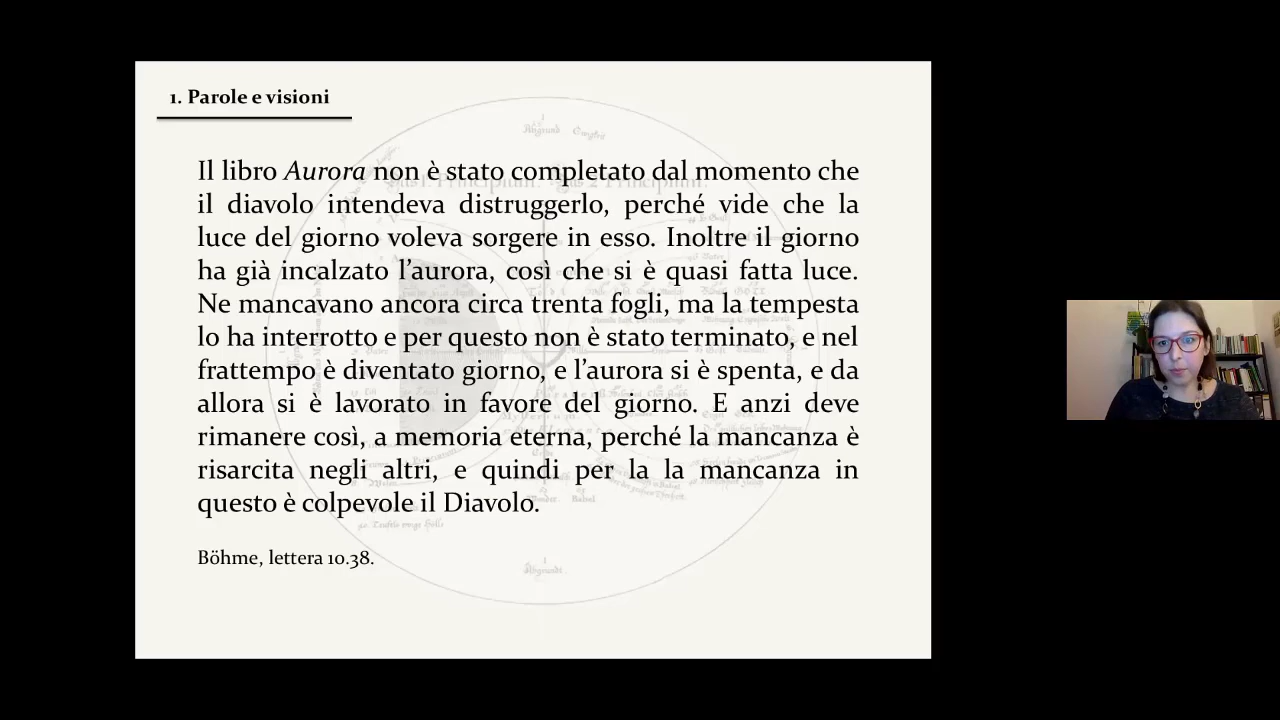 1. Parole e visioni
Il libro Aurora non è stato completato dal momento che
il diavolo intendeva distruggerlo, perché vide che la
luce del giorno voleva sorgere in esso. Inoltre il giorno
ha già incalzato l’aurora, così che si è quasi fatta luce.
Ne mancavano ancora circa trenta fogli, ma la tempesta
lo ha interrotto e per questo non è stato terminato, e nel
frattempo è diventato giorno, e l’aurora si è spenta, e da
allora si è lavorato in favore del giorno. E anzi deve
rimanere così, a memoria eterna, perché la mancanza è
risarcita negli altri, e quindi per la la mancanza in
questo è colpevole il Diavolo.
Böhme, lettera 10.38.